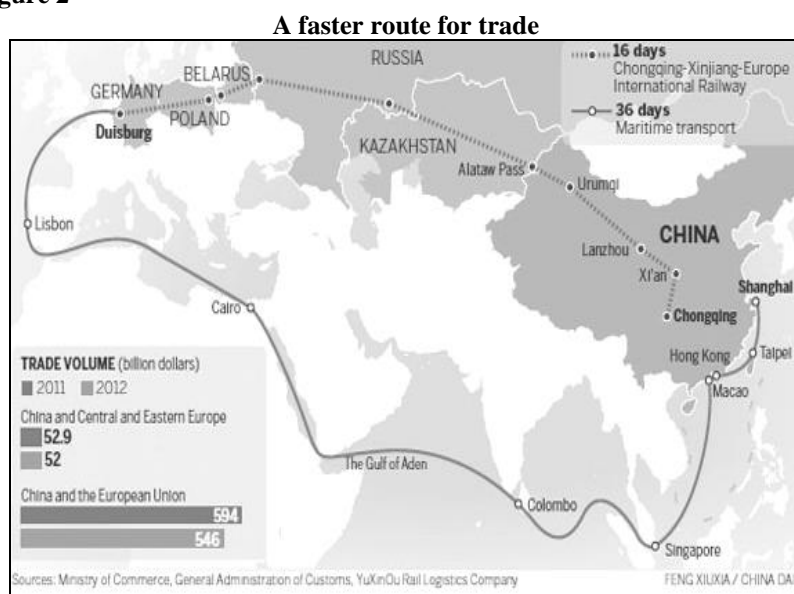 A faster route for trade
16 days
Chongqing-Xinjiang-Europe
International Railway
36 days
Maritime transport
RUSSIA
BELARUS
GERMANY
POLAND
Duisburg
KAZAKHSTAN
Alataw Pass
Urumqi
Lisbon
CHINA
Lanzhou
Xi'an
Shanghai
Cairo
Chongqing
Hong Kong
Taipei
Macao
TRADE VOLUME (billion dollars)
2011 2012
China and Central and Eastern Europe
52.9
52
The Gulf of Aden
China and the European Union
594
546
Colombo
Singapore
Sources: Ministry of Commerce, General Administration of Customs, YuXinOu Rail Logistics Company
FENG XIUXIA / CHINA DAI